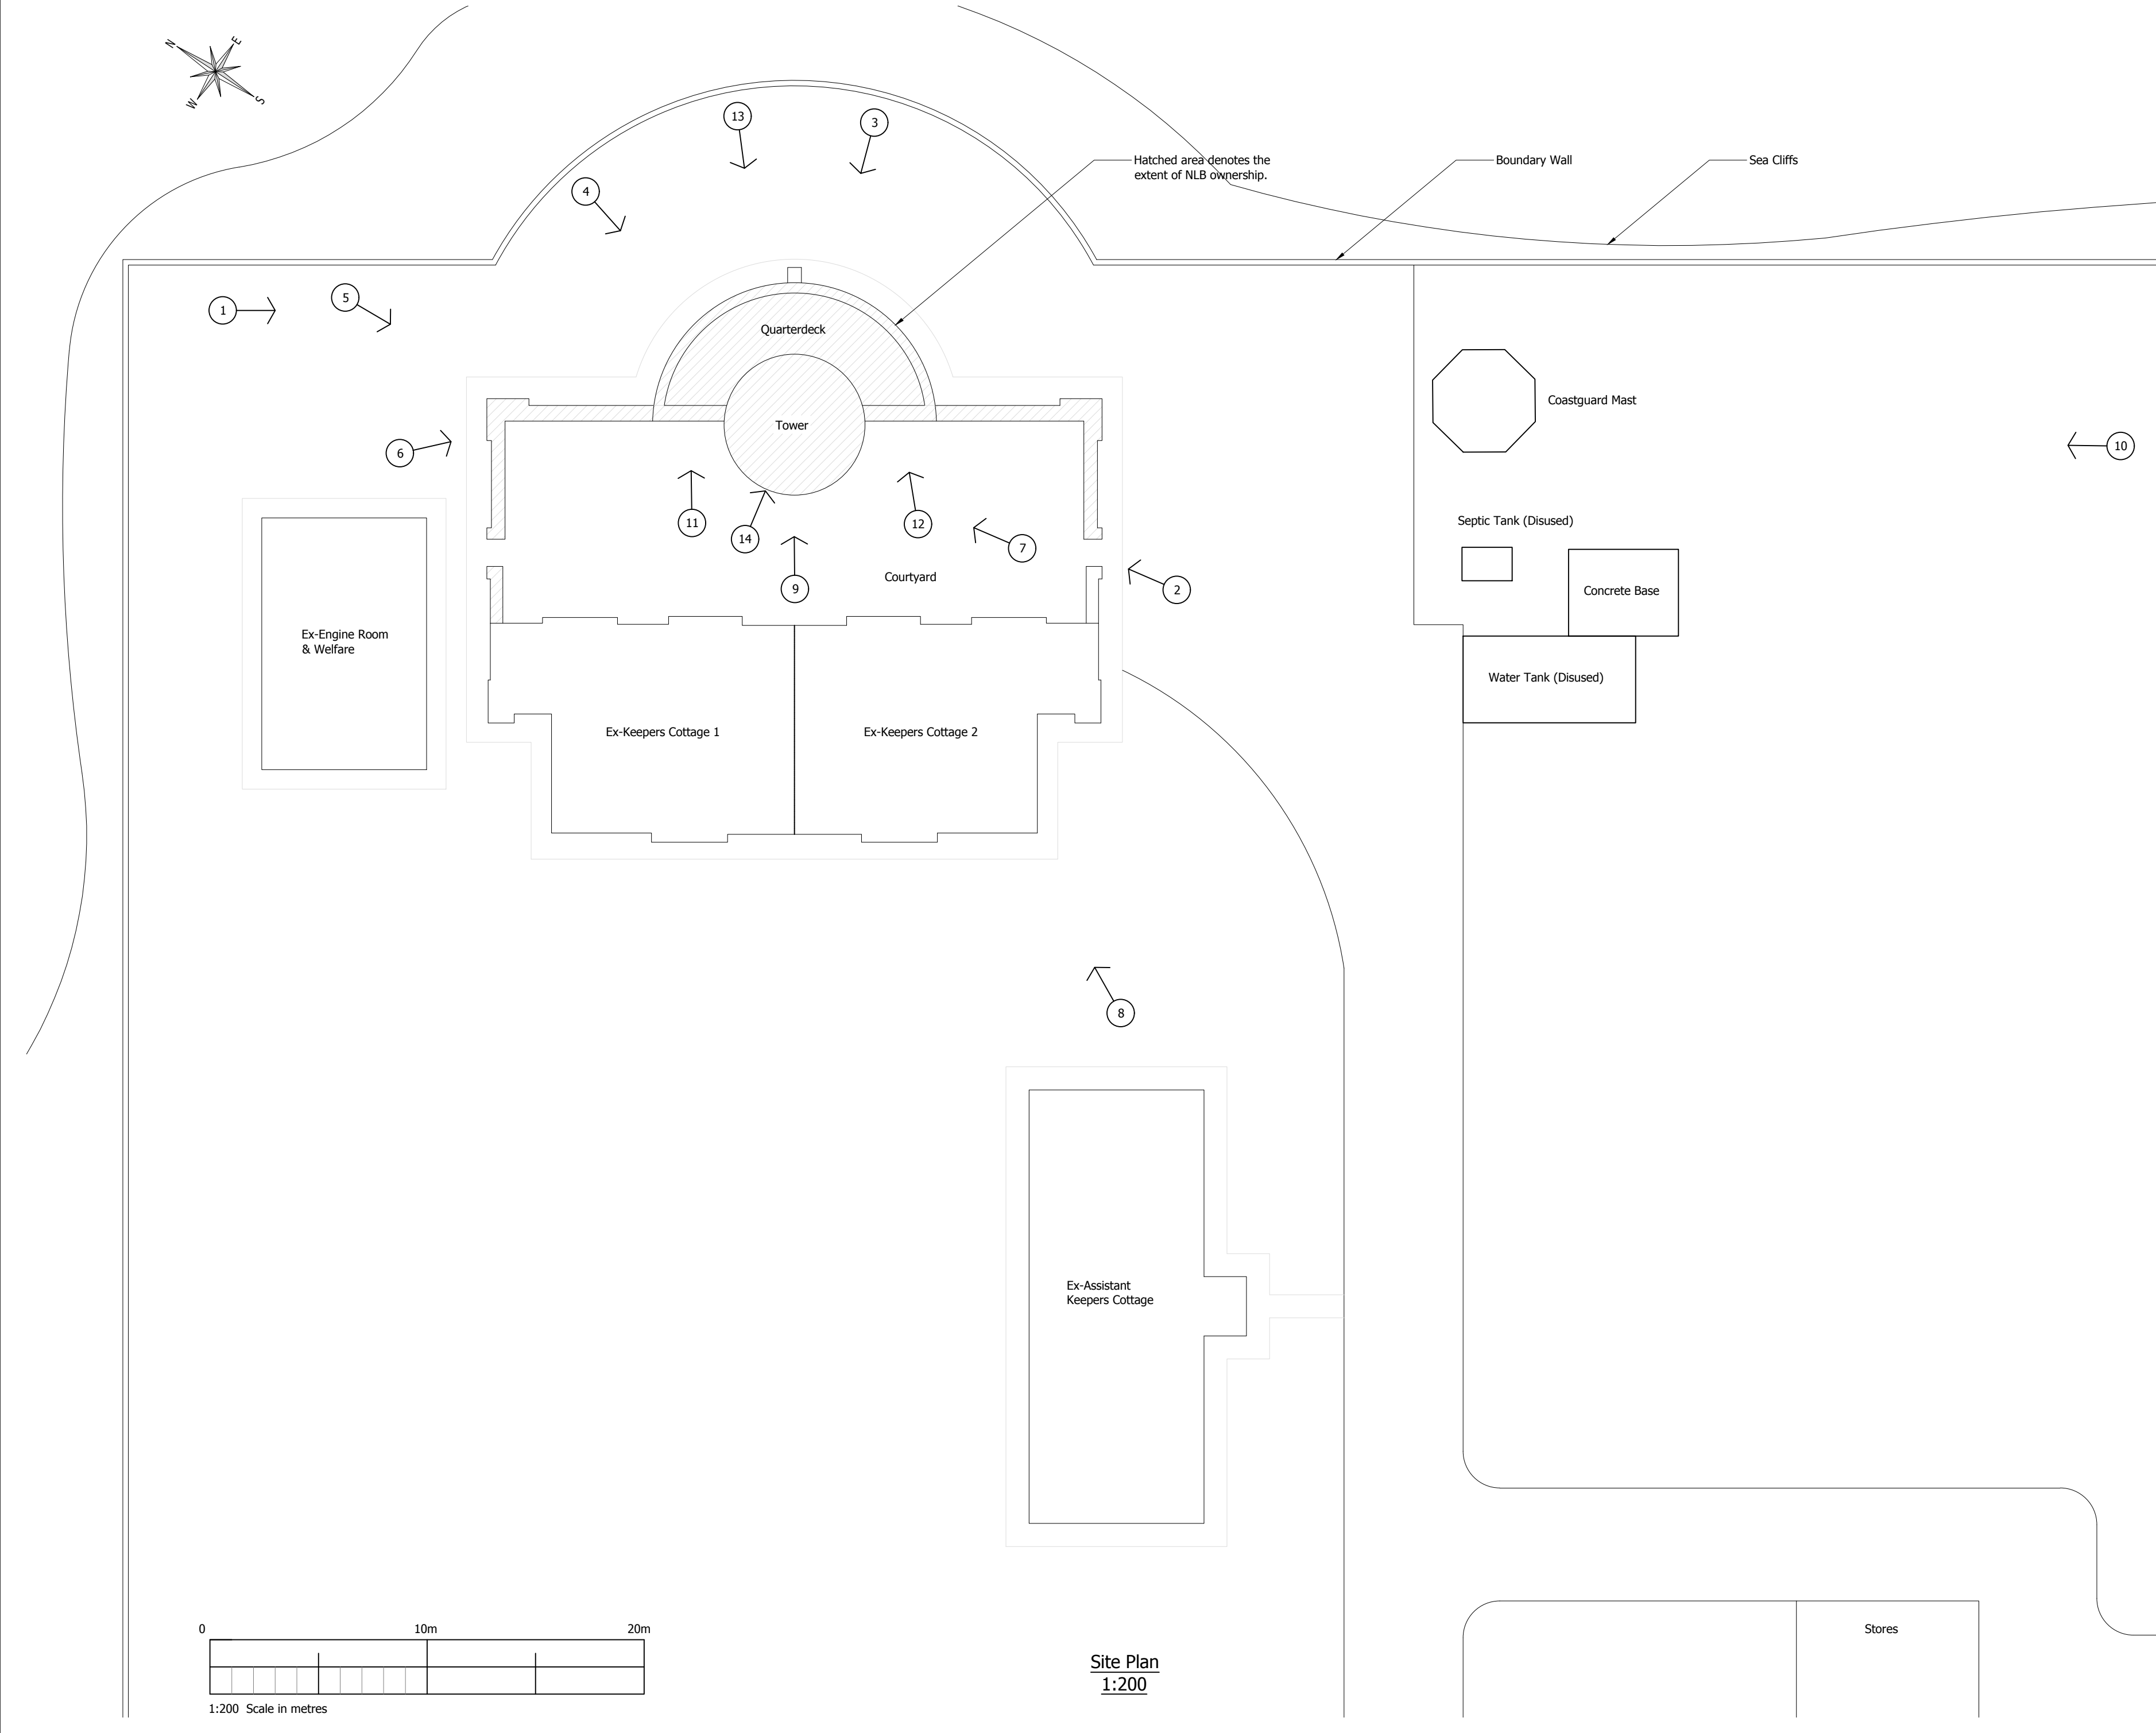 N
E
W
S
13
3
4
Hatched area denotes the
extent of NLB ownership.
Boundary Wall
Sea Cliffs
1
5
Quarterdeck
Tower
Coastguard Mast
6
10
11
14
12
7
Septic Tank (Disused)
9
Courtyard
2
Concrete Base
Ex-Engine Room
& Welfare
Water Tank (Disused)
Ex-Keepers Cottage 1
Ex-Keepers Cottage 2
8
Ex-Assistant
Keepers Cottage
0
10m
20m
1:200 Scale in metres
Site Plan
1:200
Stores